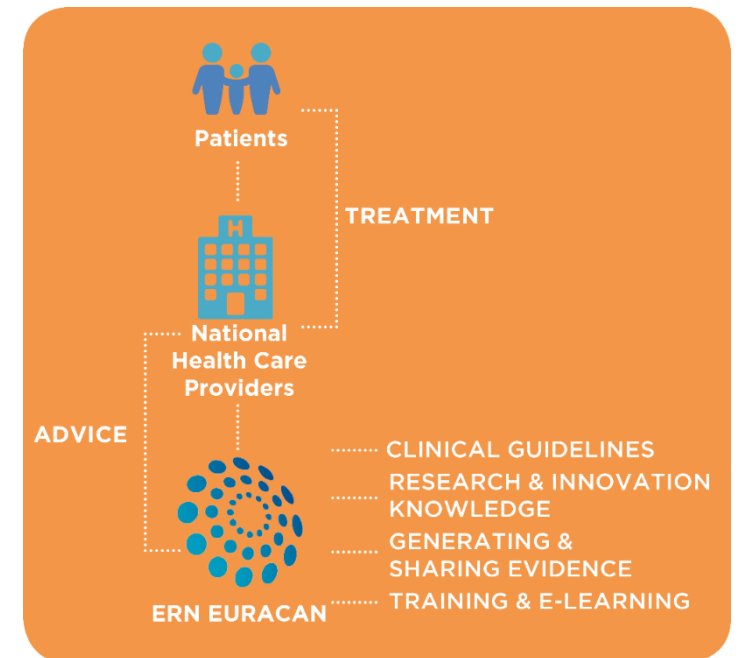 Patients
TREATMENT
H
National
Health Care
Providers
ADVICE
CLINICAL GUIDELINES
RESEARCH & INNOVATION
KNOWLEDGE
GENERATING &
SHARING EVIDENCE
TRAINING & E-LEARNING
ERN EURACAN